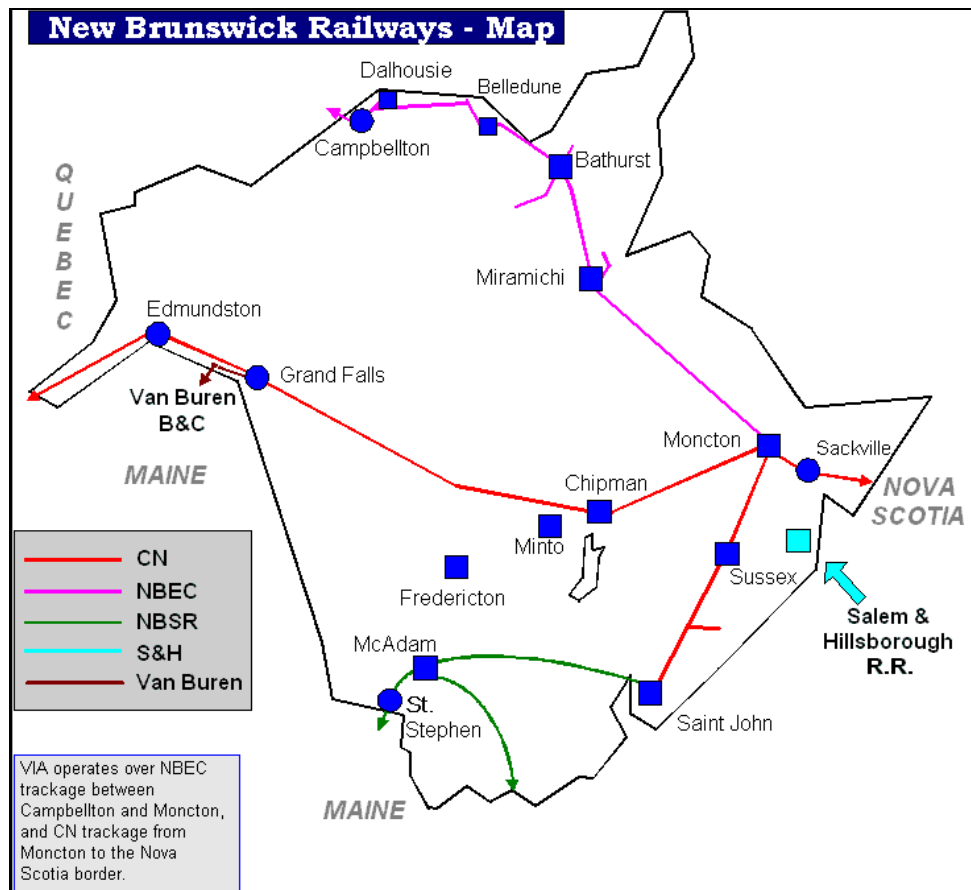 New Brunswick Railways - Map
Dalhousie
Belledune
Campbellton
Bathurst
QUEBEC
Miramichi
Edmundston
Grand Falls
Van Buren
B&C
MAINE
Moncton
Sackville
NOVA
SCOTIA
Chipman
Minto
Fredericton
Sussex
Salem &
Hillsborough
R.R.
McAdam
St.
Stephen
Saint John
MAINE
CN
NBEC
NBSR
S&H
Van Buren
VIA operates over NBEC
trackage between
Campbellton and Moncton,
and CN trackage from
Moncton to the Nova
Scotia border.